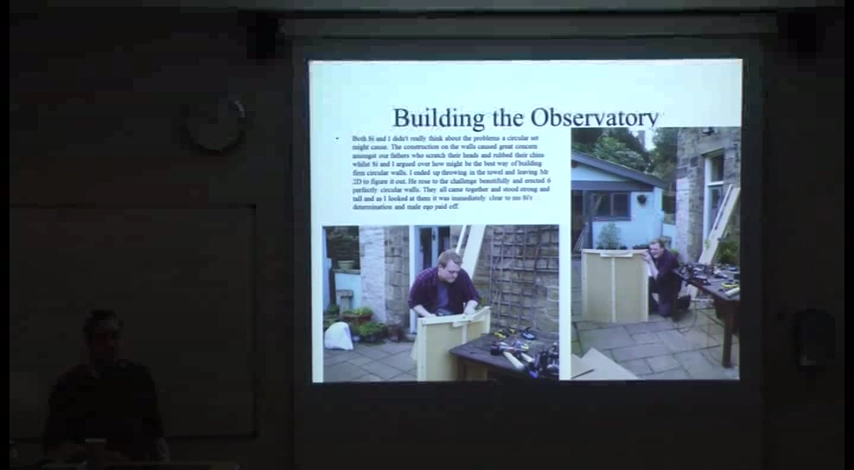 Building the Observatory
Both Si and I didn't really think about the problems a circular set
might cause. The construction on the walls caused great concern
amongst our fathers who scratch their heads and rubbed their chins
whilst Si and I argued over how might be the best way of building
firm circular walls. I ended up throwing in the towel and leaving Mr
2D to figure it out. He rose to the challenge beautifully and erected 6
perfectly circular walls. They all came together and stood strong and
tall and as I looked at them it was immediately clear to me Si's
determination and male ego paid off.